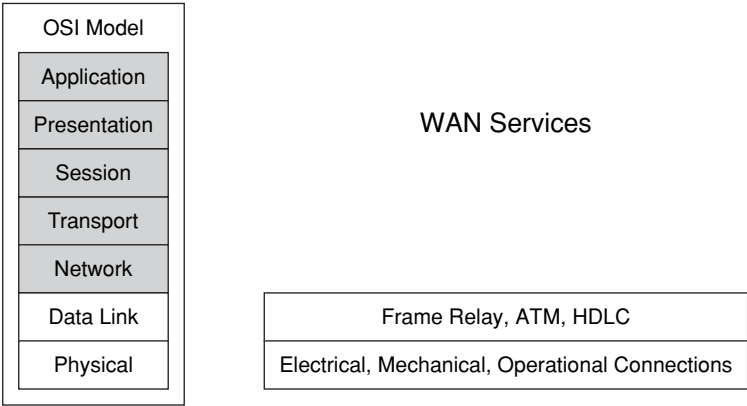 OSI Model
Application
Presentation
Session
Transport
Network
Data Link
Physical
WAN Services
Frame Relay, ATM, HDLC
Electrical, Mechanical, Operational Connections